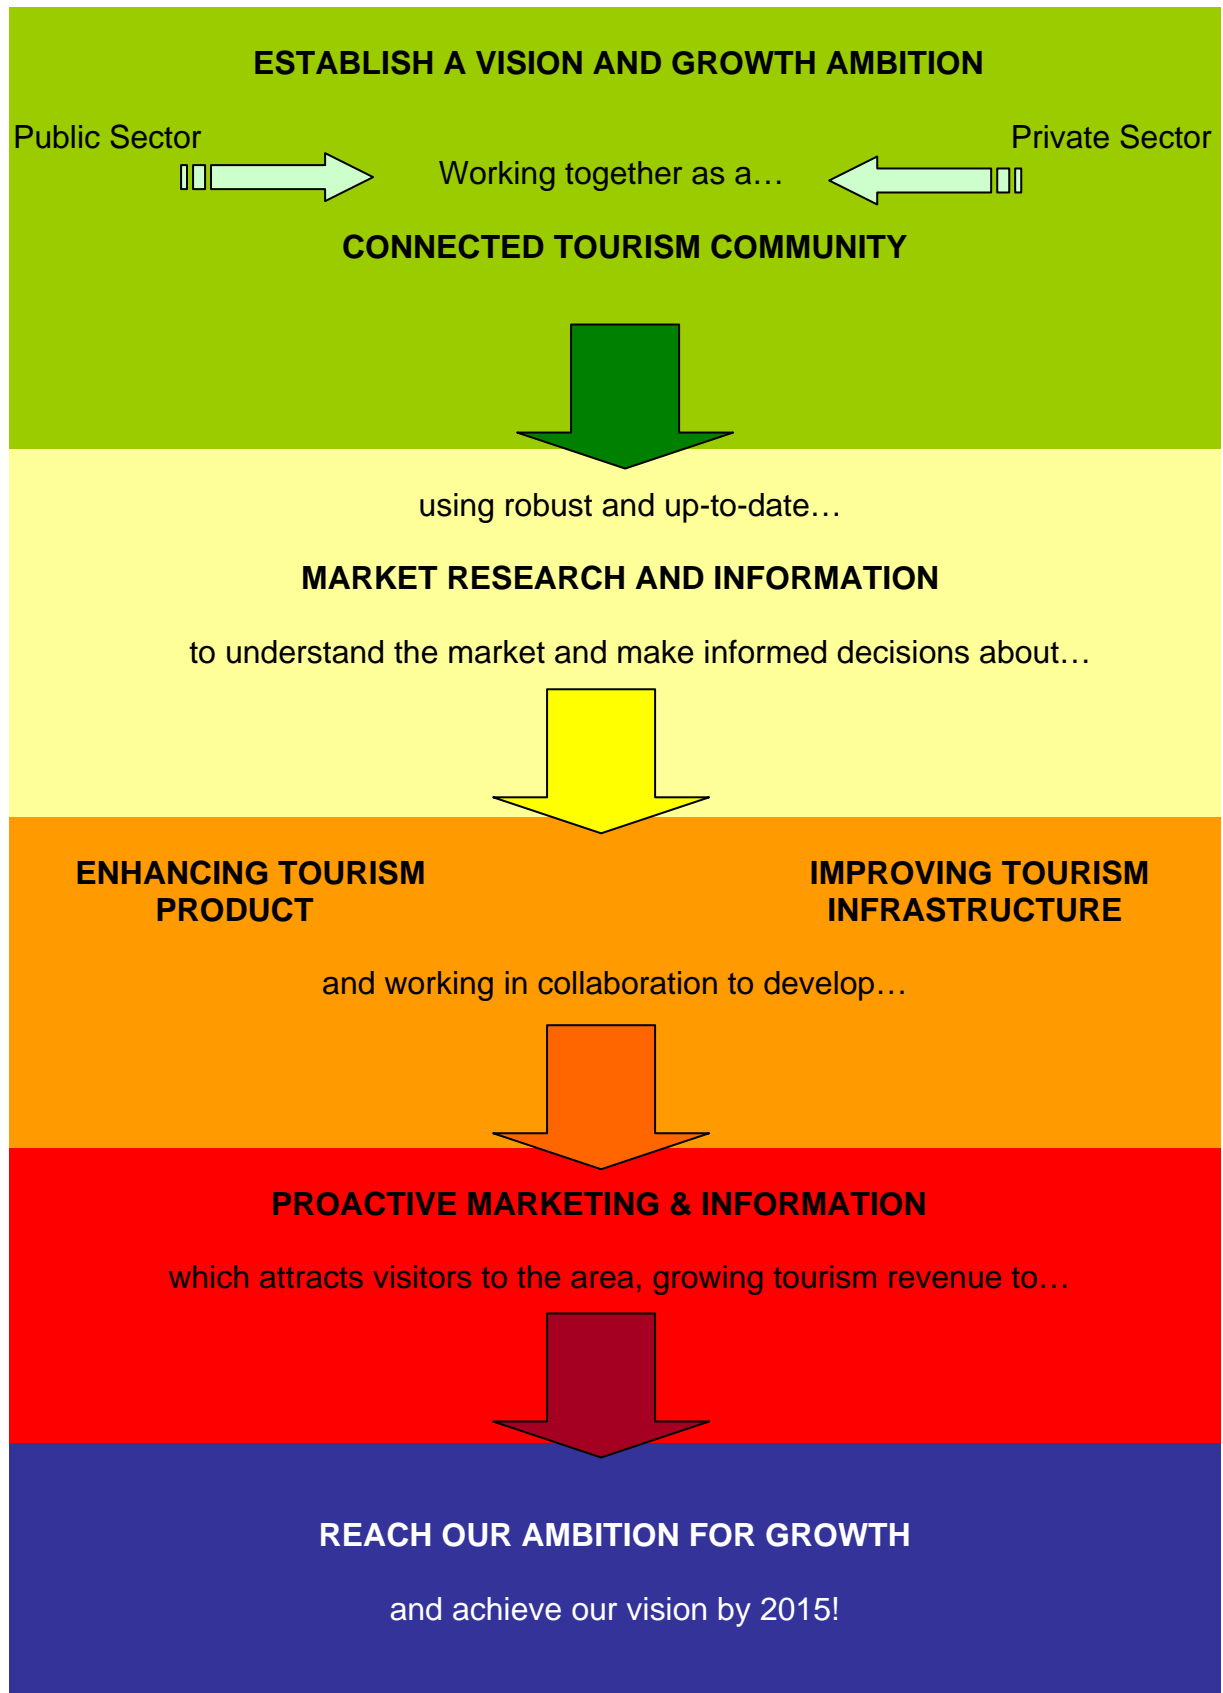 ESTABLISH A VISION AND GROWTH AMBITION
Public Sector
Private Sector
Working together as a…
CONNECTED TOURISM COMMUNITY
using robust and up-to-date…
MARKET RESEARCH AND INFORMATION
to understand the market and make informed decisions about…
ENHANCING TOURISM
PRODUCT
IMPROVING TOURISM
INFRASTRUCTURE
and working in collaboration to develop…
PROACTIVE MARKETING & INFORMATION
which attracts visitors to the area, growing tourism revenue to…
REACH OUR AMBITION FOR GROWTH
and achieve our vision by 2015!